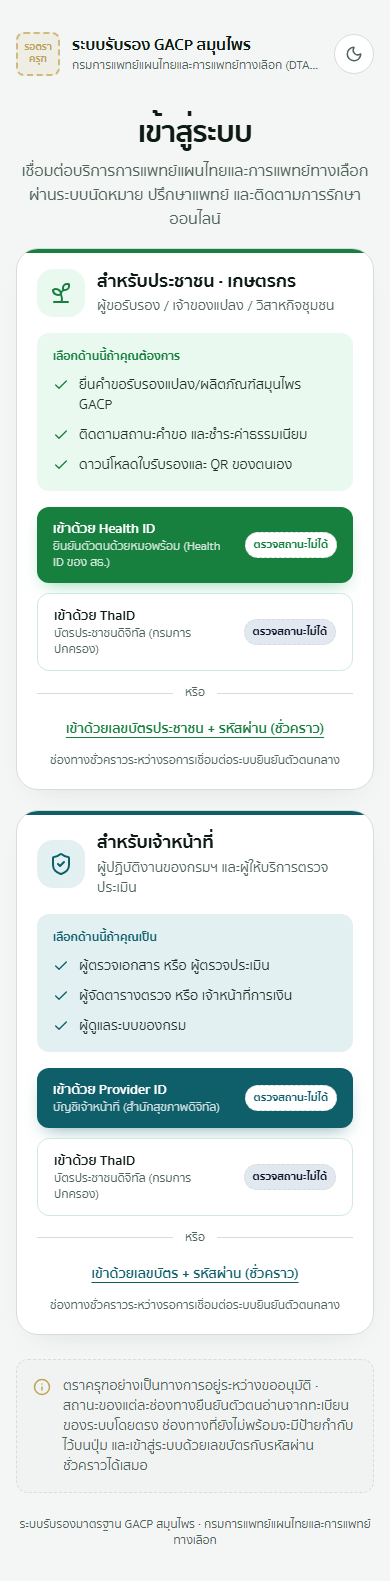 รอตรา
ครุฑ
ระบบรับรอง GACP สมุนไพร
กรมการแพทย์แผนไทยและการแพทย์ทางเลือก (DTA...
เข้าสู่ระบบ
เชื่อมต่อบริการการแพทย์แผนไทยและการแพทย์ทางเลือก
ผ่านระบบนัดหมาย ปรึกษาแพทย์ และติดตามการรักษา
ออนไลน์
สำหรับประชาชน · เกษตรกร
ผู้ขอรับรอง / เจ้าของแปลง / วิสาหกิจชุมชน
เลือกด้านนี้ถ้าคุณต้องการ
ยื่นคำขอรับรองแปลง/ผลิตภัณฑ์สมุนไพร
GACP
ติดตามสถานะคำขอ และชำระค่าธรรมเนียม
ดาวน์โหลดใบรับรองและ QR ของตนเอง
เข้าด้วย Health ID
ยืนยันตัวตนด้วยหมอพร้อม (Health
ID ของ สธ.)
ตรวจสถานะไม่ได้
เข้าด้วย ThaID
บัตรประชาชนดิจิทัล (กรมการ
ปกครอง)
ตรวจสถานะไม่ได้
หรือ
เข้าด้วยเลขบัตรประชาชน + รหัสผ่าน (ชั่วคราว)
ช่องทางชั่วคราวระหว่างรอการเชื่อมต่อระบบยืนยันตัวตนกลาง
สำหรับเจ้าหน้าที่
ผู้ปฏิบัติงานของกรมฯ และผู้ให้บริการตรวจ
ประเมิน
เลือกด้านนี้ถ้าคุณเป็น
ผู้ตรวจเอกสาร หรือ ผู้ตรวจประเมิน
ผู้จัดตารางตรวจ หรือ เจ้าหน้าที่การเงิน
ผู้ดูแลระบบของกรม
เข้าด้วย Provider ID
บัญชีเจ้าหน้าที่ (สำนักสุขภาพดิจิทัล)
ตรวจสถานะไม่ได้
เข้าด้วย ThaID
บัตรประชาชนดิจิทัล (กรมการ
ปกครอง)
ตรวจสถานะไม่ได้
หรือ
เข้าด้วยเลขบัตร + รหัสผ่าน (ชั่วคราว)
ช่องทางชั่วคราวระหว่างรอการเชื่อมต่อระบบยืนยันตัวตนกลาง
ตราครุฑอย่างเป็นทางการอยู่ระหว่างขออนุมัติ ·
สถานะของแต่ละช่องทางยืนยันตัวตนอ่านจากทะเบียน
ของระบบโดยตรง ช่องทางที่ยังไม่พร้อมจะมีป้ายกำกับ
ไว้บนปุ่ม และเข้าสู่ระบบด้วยเลขบัตรกับรหัสผ่าน
ชั่วคราวได้เสมอ
ระบบรับรองมาตรฐาน GACP สมุนไพร · กรมการแพทย์แผนไทยและการแพทย์
ทางเลือก